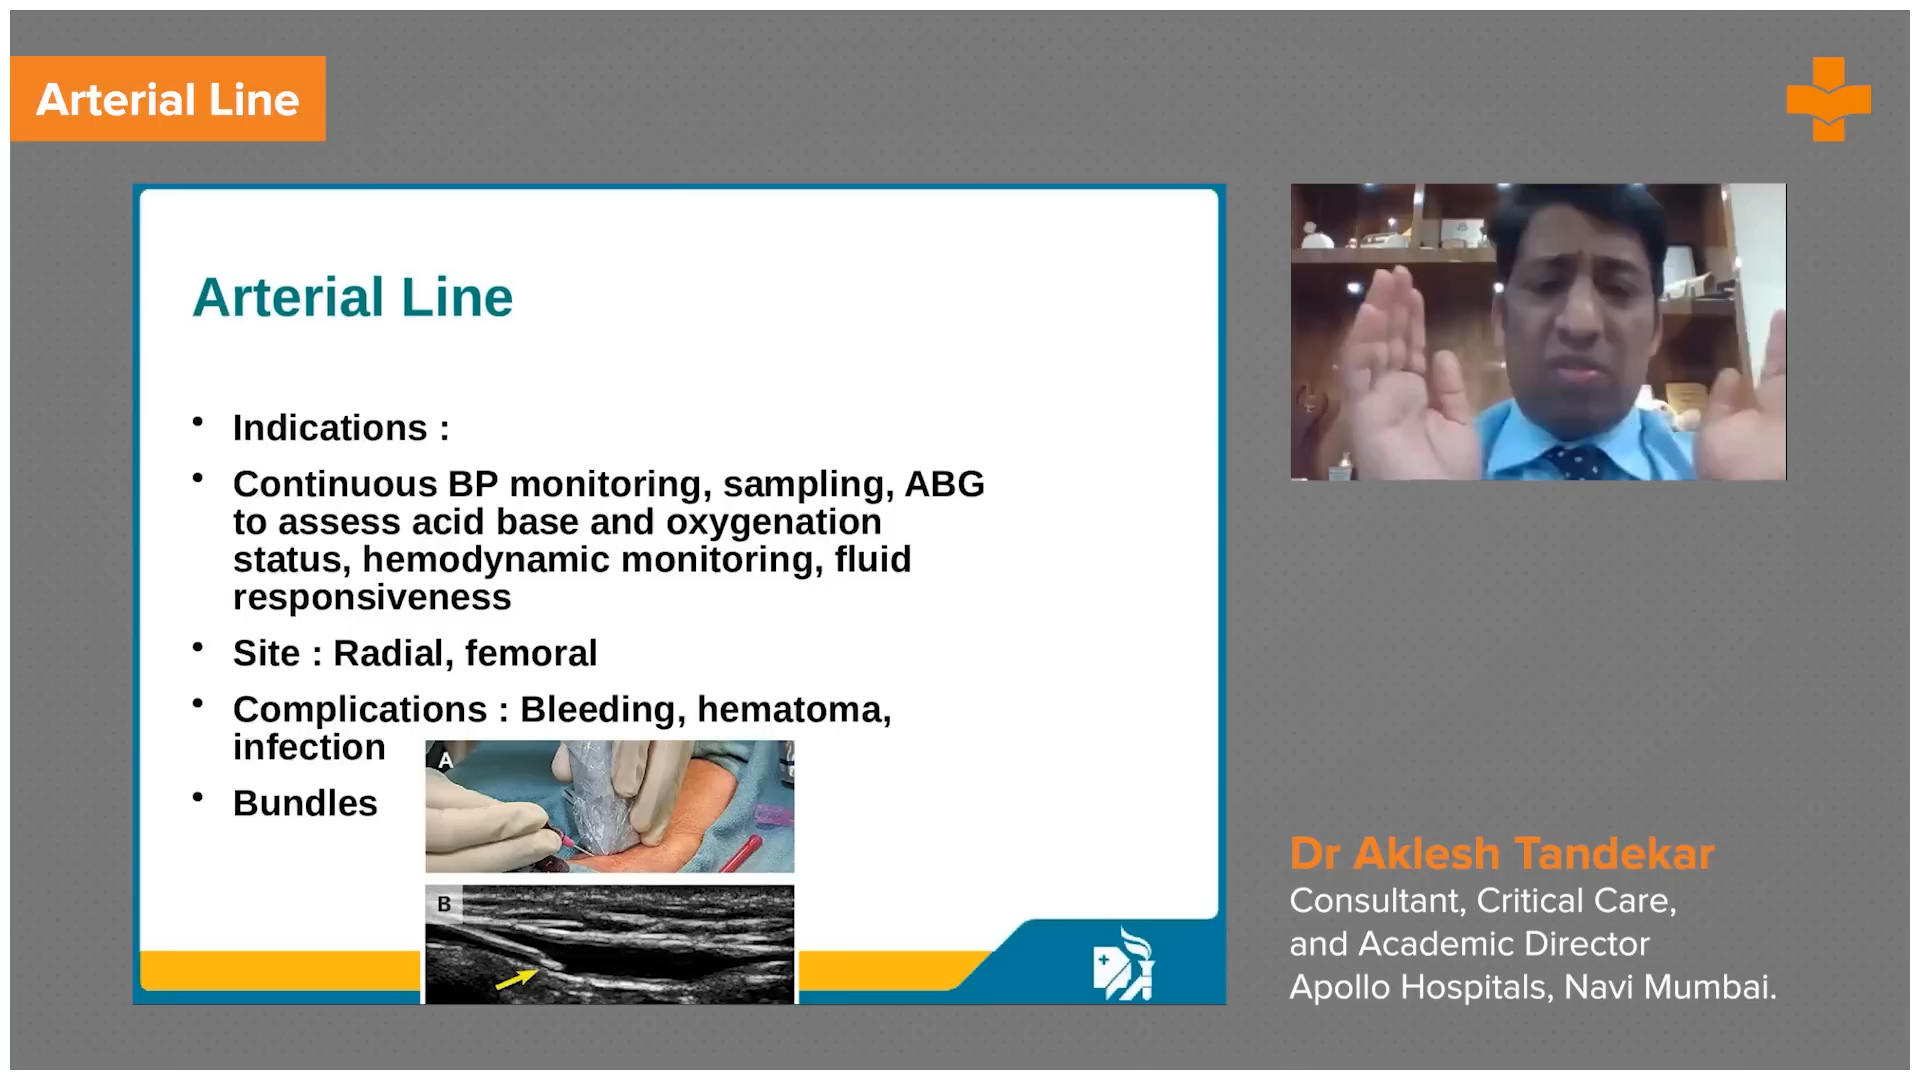 Arterial Line
Arterial Line
• Indications :
• Continuous BP monitoring, sampling, ABG
to assess acid base and oxygenation
status, hemodynamic monitoring, fluid
responsiveness
• Site : Radial, femoral
• Complications : Bleeding, hematoma,
infection
• Bundles
A
B
Dr Aklesh Tandekar
Consultant, Critical Care,
and Academic Director
Apollo Hospitals, Navi Mumbai.